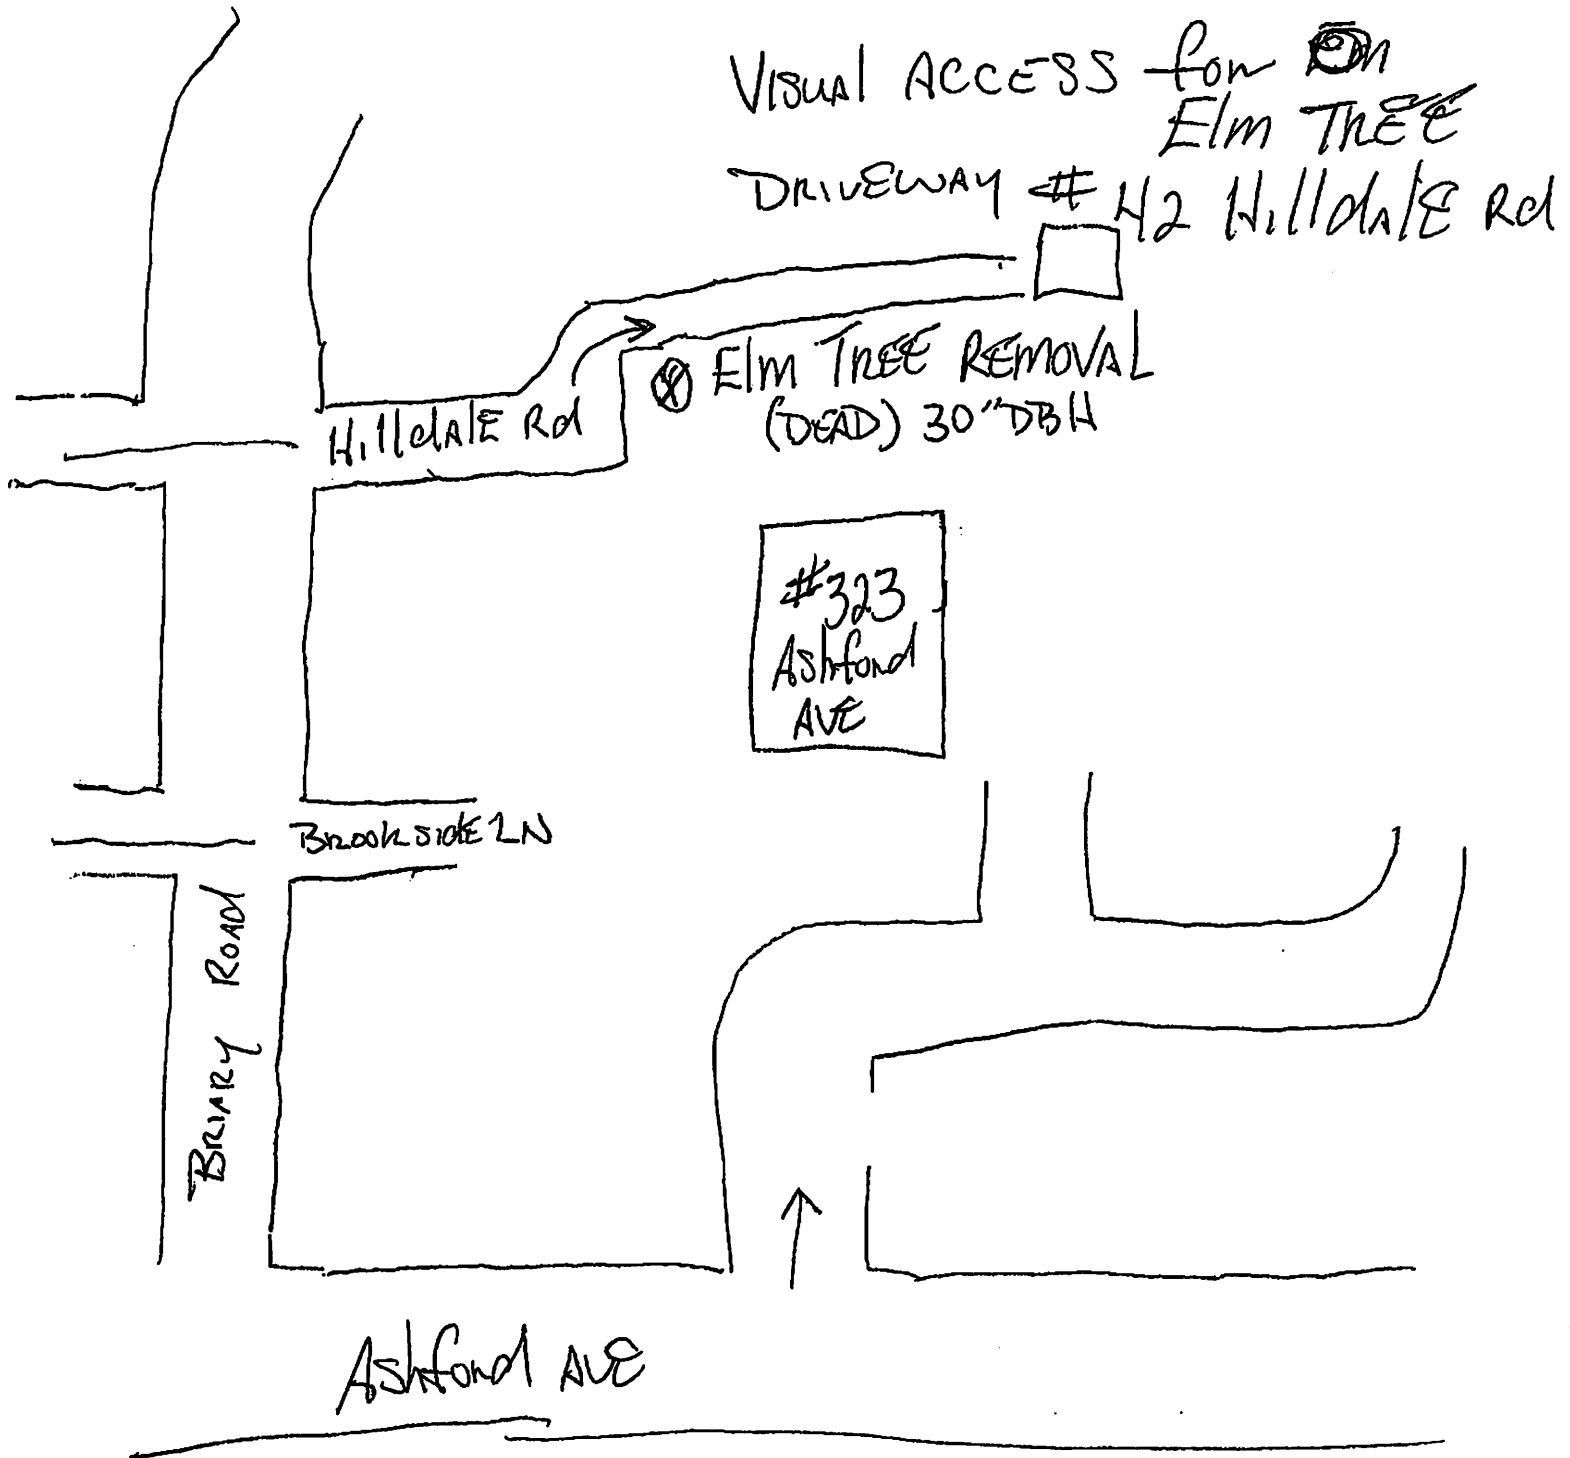 VISUAL ACCESS for
Elm TREE
DRIVEWAY # 42 HilldAlE Rd
Elm TREE REMOVAL
(DEAD) 30" DBH
HilldAlE Rd
#323
Ashford
AVE
BrooksidE LN
BRIARY ROAD
Ashford AVE